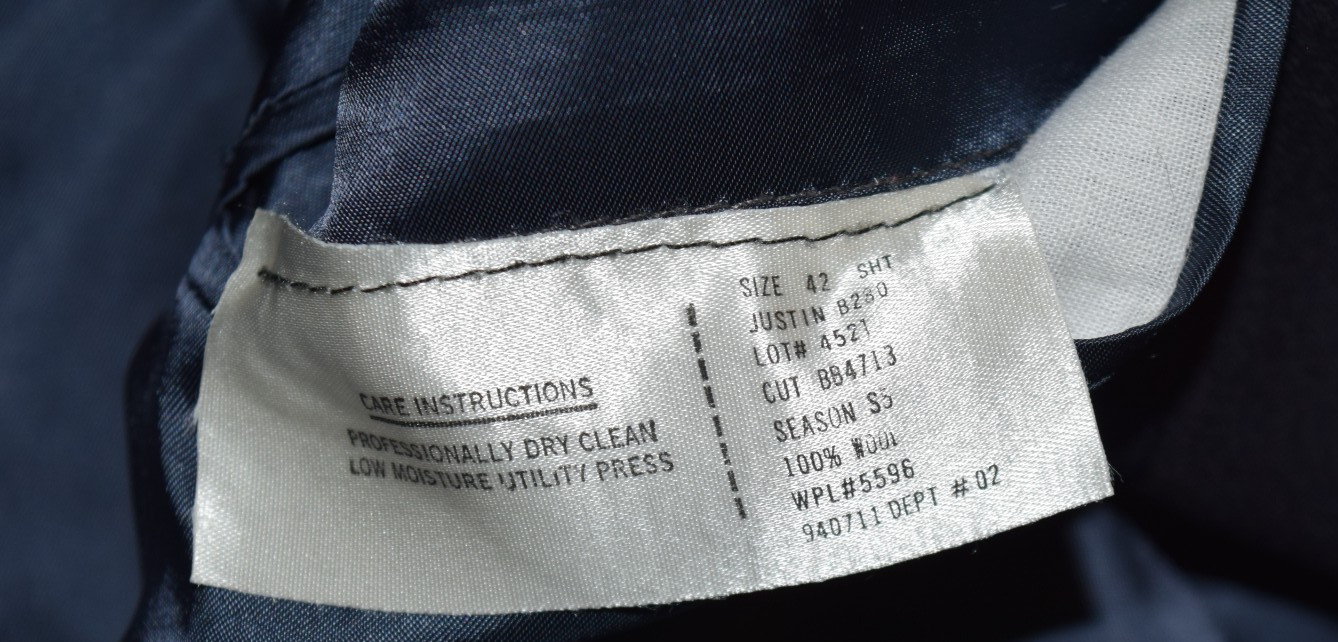 CARE INSTRUCTIONS
PROFESSIONALLY DRY CLEAN
LOW MOISTURE UTILITY PRESS
SIZE 42 SHT
JUSTIN B280
LOT# 4521
CUT BB4713
SEASON S5
100% WOOL
WPL#5596
940711 DEPT #02